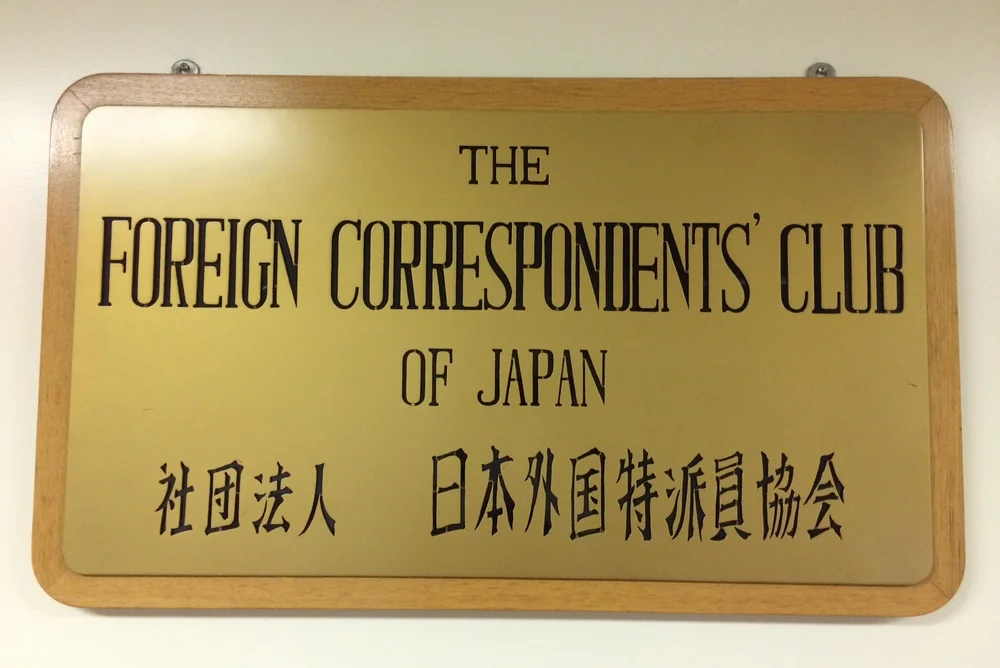 THE
FOREIGN CORRESPONDENTS' CLUB
OF JAPAN
社団法人 日本外国特派員協会